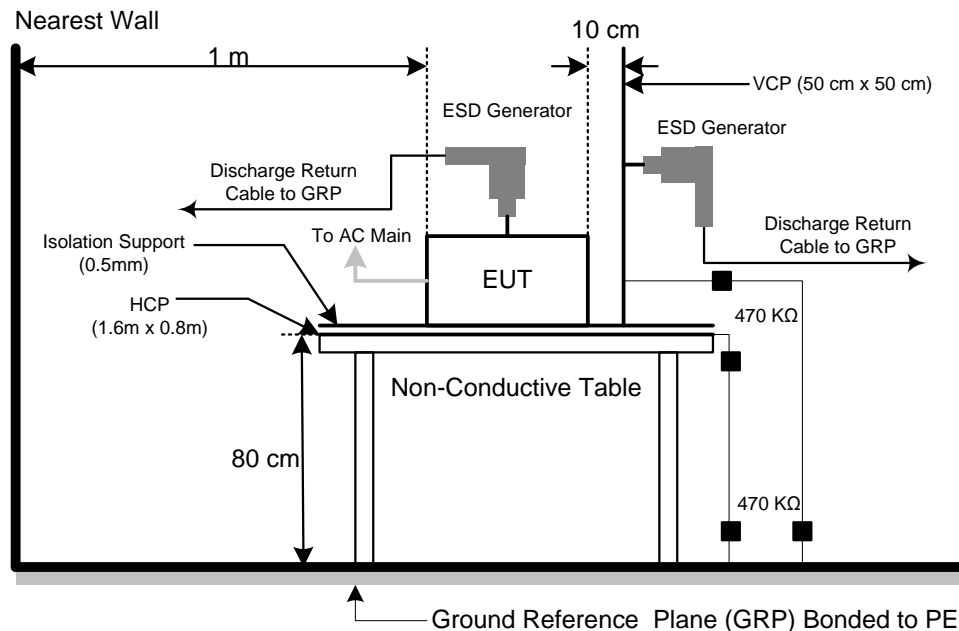 Nearest Wall
10 cm
1 m
VCP (50 cm x 50 cm)
ESD Generator
ESD Generator
Discharge Return
Cable to GRP
Discharge Return
Cable to GRP
To AC Main
Isolation Support
(0.5mm)
EUT
HCP
(1.6m x 0.8m)
470 KΩ
Non-Conductive Table
80 cm
470 KΩ
Ground Reference Plane (GRP) Bonded to PE